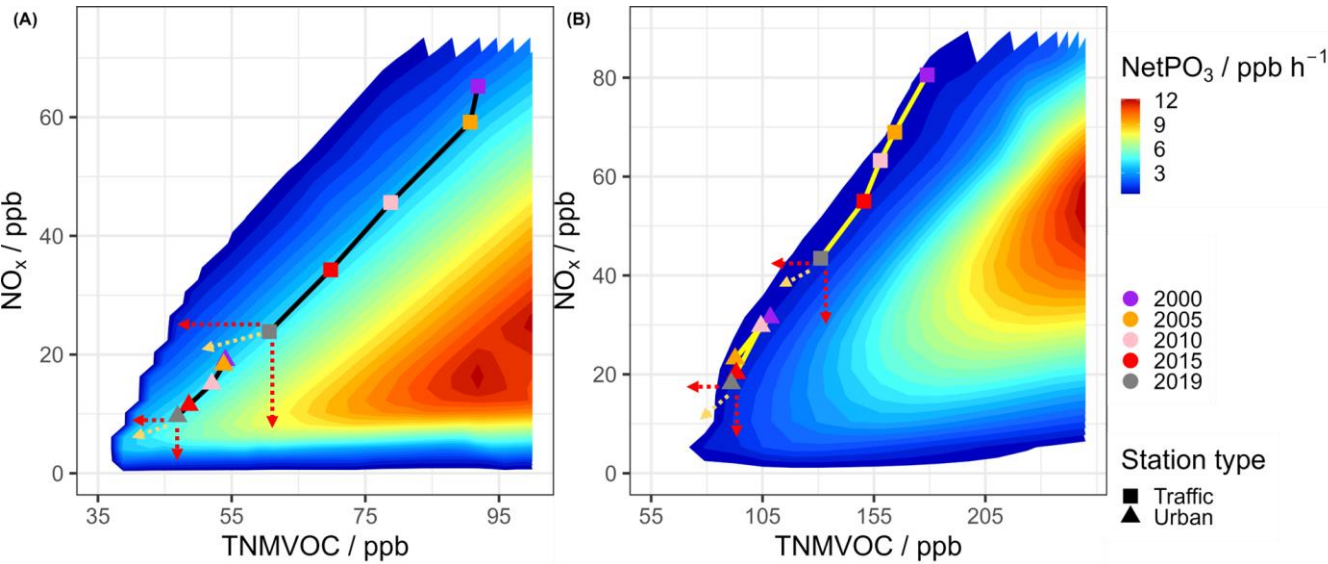 (A)
NOx / ppb
60
40
20
0
35 55 75 95
TNMVOC / ppb
(B)
NOx / ppb
80
60
40
20
0
55 105 155 205
TNMVOC / ppb
NetPO3 / ppb h−1
12
9
6
3
2000
2005
2010
2015
2019
Station type
Traffic
Urban